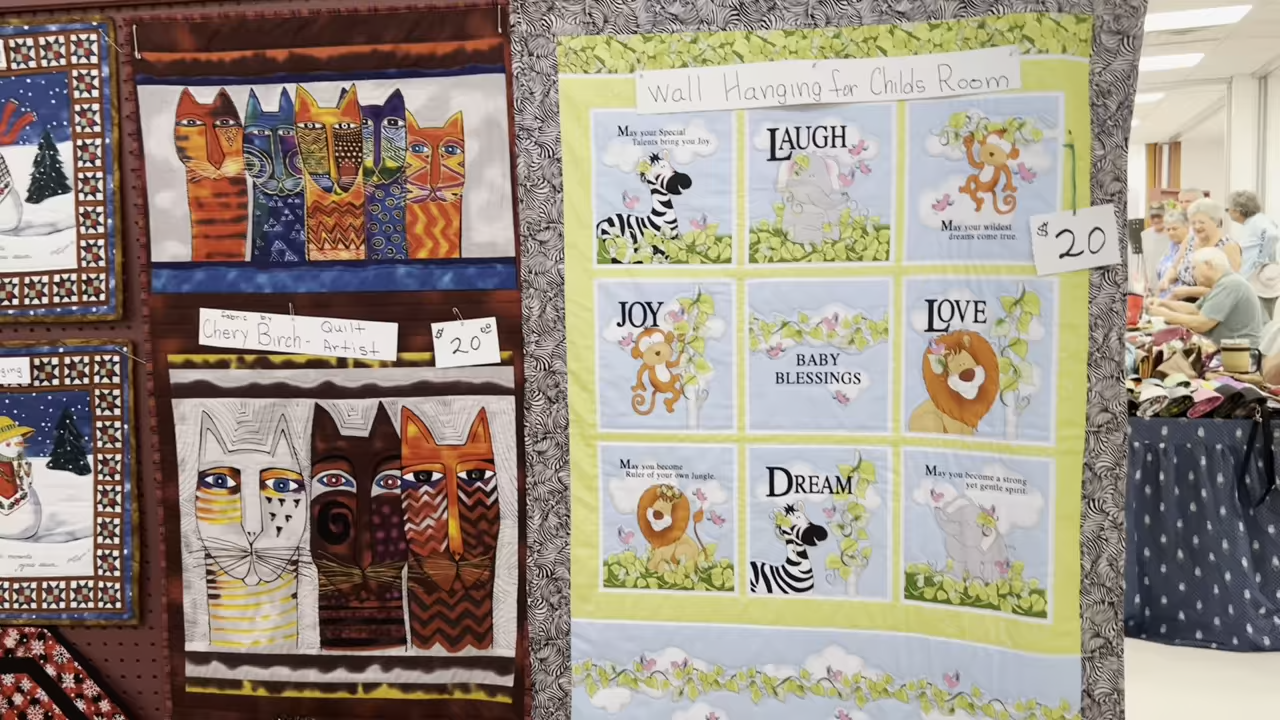 ging
fabric by
Chery Birch - Quilt
Artist
$20.00
Wall Hanging for Childs Room
May your Special
Talents bring you Joy.
LAUGH
May your wildest
dreams come true.
$20
JOY
BABY
BLESSINGS
LOVE
May you become
Ruler of your own Jungle.
DREAM
May you become a strong
yet gentle spirit.